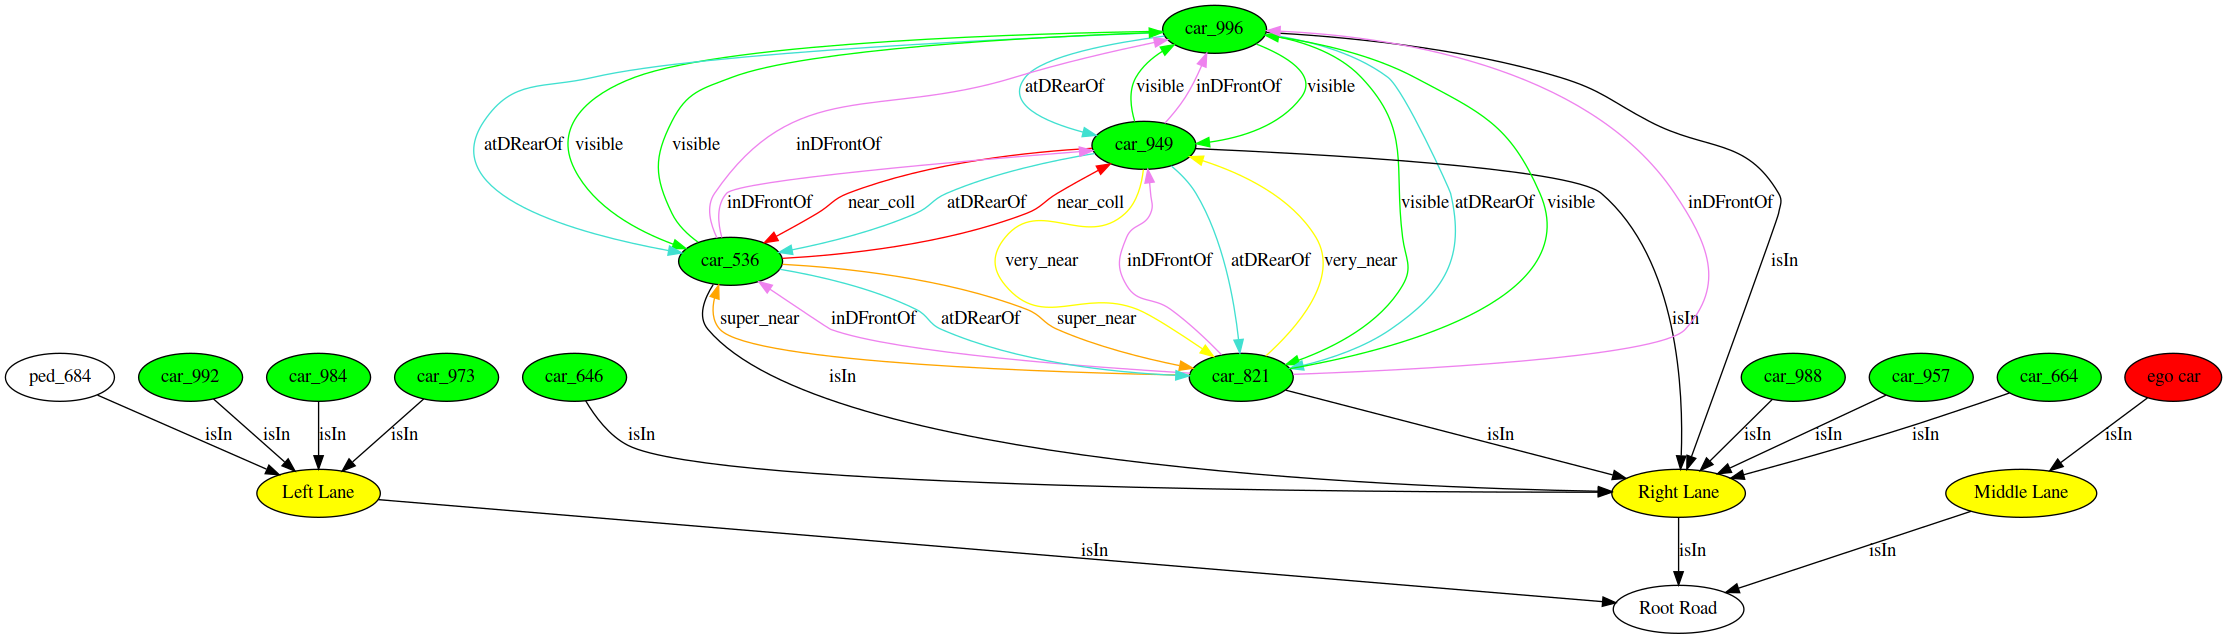 car_996
atDRearOf visible inDFrontOf visible
car_949
atDRearOf visible visible inDFrontOf
inDFrontOf near_coll atDRearOf near_coll visible atDRearOf visible inDFrontOf
car_536 very_near inDFrontOf atDRearOf very_near isIn
super_near inDFrontOf atDRearOf super_near isIn
ped_684 car_992 car_984 car_973 car_646 isIn car_821 car_988 car_957 car_664 ego car
isIn isIn isIn isIn isIn isIn isIn isIn isIn isIn
Left Lane Right Lane Middle Lane
isIn isIn isIn
Root Road